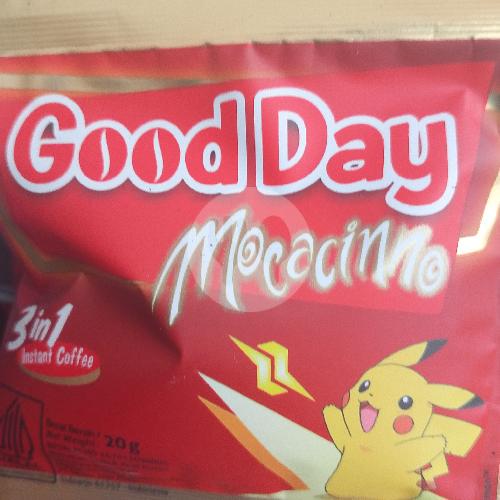 Good Day
Mocacinno
3 in 1
Instant Coffee
20 g